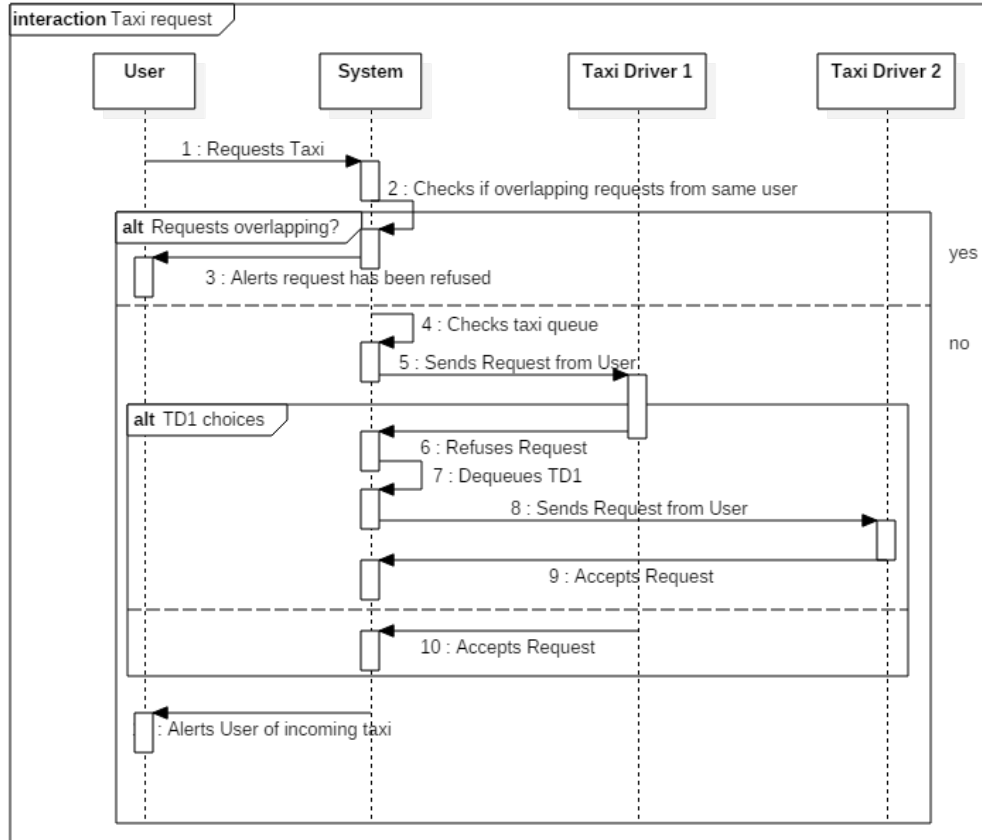 interaction Taxi request
User
System
Taxi Driver 1
Taxi Driver 2
1 : Requests Taxi
2 : Checks if overlapping requests from same user
alt Requests overlapping?
yes
3 : Alerts request has been refused
4 : Checks taxi queue
no
5 : Sends Request from User
alt TD1 choices
6 : Refuses Request
7 : Dequeues TD1
8 : Sends Request from User
9 : Accepts Request
10 : Accepts Request
: Alerts User of incoming taxi